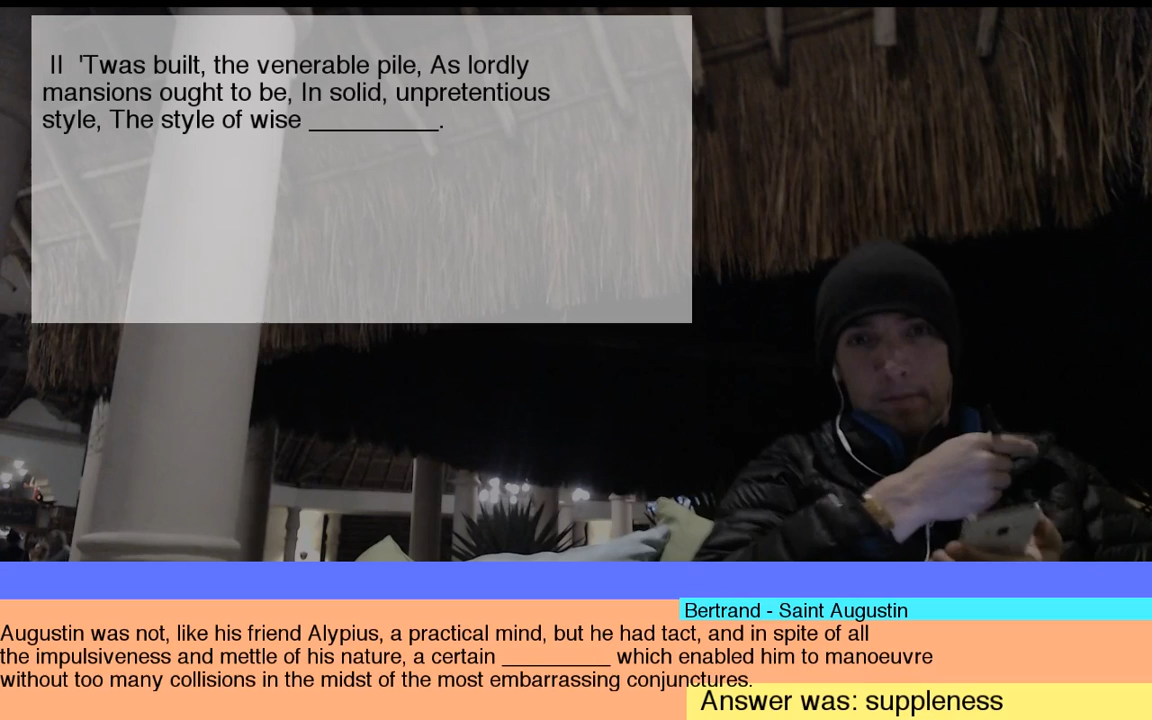 II 'Twas built, the venerable pile, As lordly
mansions ought to be, In solid, unpretentious
style, The style of wise __________.
Bertrand - Saint Augustin
Augustin was not, like his friend Alypius, a practical mind, but he had tact, and in spite of all
the impulsiveness and mettle of his nature, a certain __________ which enabled him to manoeuvre
without too many collisions in the midst of the most embarrassing conjunctures.
Answer was: suppleness